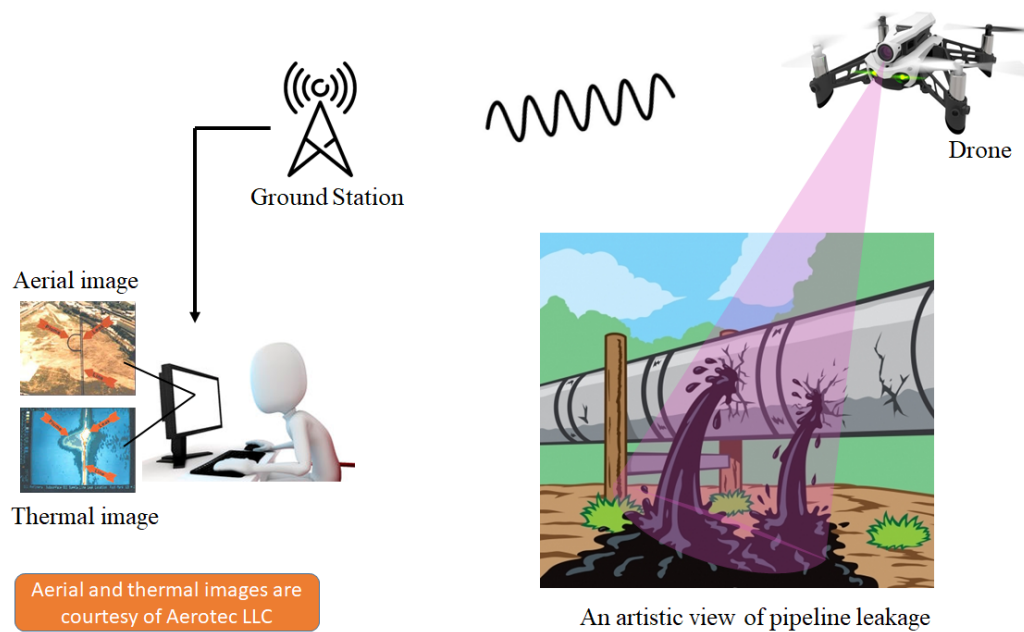 Drone
Ground Station
Aerial image
Thermal image
Aerial and thermal images are
courtesy of Aerotec LLC
An artistic view of pipeline leakage